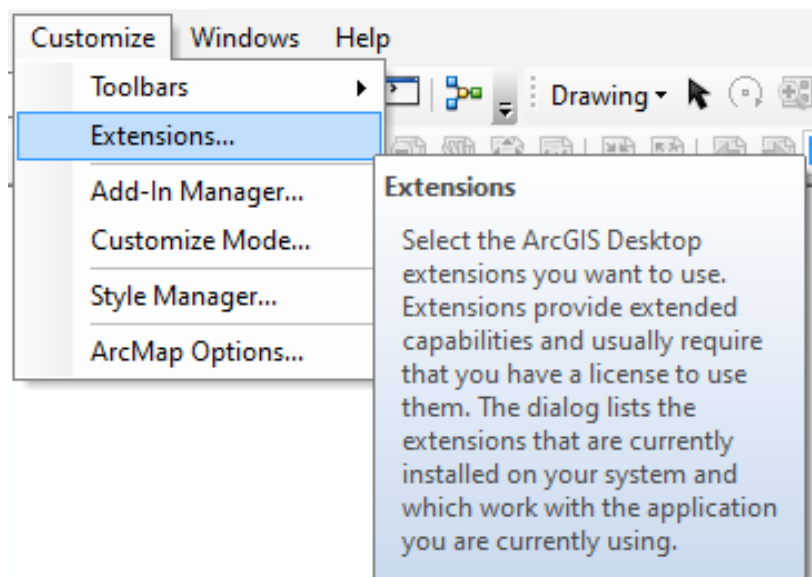 Customize Windows Help
Toolbars
Drawing
Extensions...
Add-In Manager...
Customize Mode...
Style Manager...
ArcMap Options...
Extensions
Select the ArcGIS Desktop
extensions you want to use.
Extensions provide extended
capabilities and usually require
that you have a license to use
them. The dialog lists the
extensions that are currently
installed on your system and
which work with the application
you are currently using.